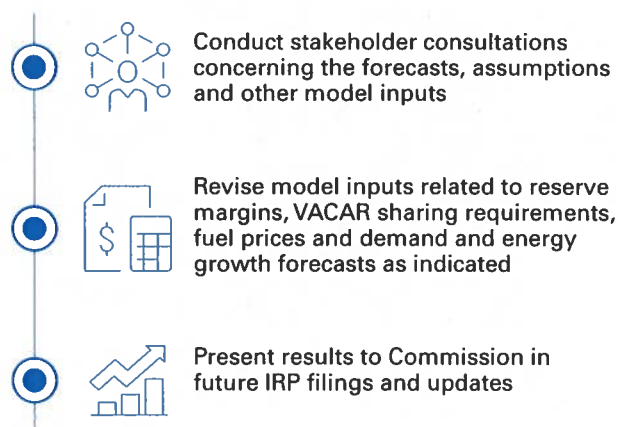 Conduct stakeholder consultations
concerning the forecasts, assumptions
and other model inputs
$
Revise model inputs related to reserve
margins, VACAR sharing requirements,
fuel prices and demand and energy
growth forecasts as indicated
Present results to Commission in
future IRP filings and updates